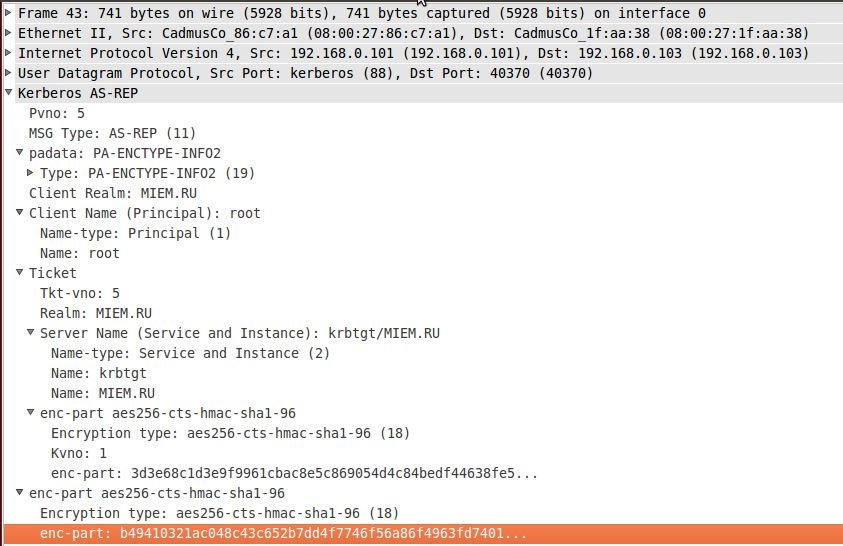 Frame 43: 741 bytes on wire (5928 bits), 741 bytes captured (5928 bits) on interface 0
Ethernet II, Src: CadmusCo_86:c7:a1 (08:00:27:86:c7:a1), Dst: CadmusCo_1f:aa:38 (08:00:27:1f:aa:38)
Internet Protocol Version 4, Src: 192.168.0.101 (192.168.0.101), Dst: 192.168.0.103 (192.168.0.103)
User Datagram Protocol, Src Port: kerberos (88), Dst Port: 40370 (40370)
Kerberos AS-REP
Pvno: 5
MSG Type: AS-REP (11)
padata: PA-ENCTYPE-INFO2
Type: PA-ENCTYPE-INFO2 (19)
Client Realm: MIEM.RU
Client Name (Principal): root
Name-type: Principal (1)
Name: root
Ticket
Tkt-vno: 5
Realm: MIEM.RU
Server Name (Service and Instance): krbtgt/MIEM.RU
Name-type: Service and Instance (2)
Name: krbtgt
Name: MIEM.RU
enc-part aes256-cts-hmac-sha1-96
Encryption type: aes256-cts-hmac-sha1-96 (18)
Kvno: 1
enc-part: 3d3e68c1d3e9f9961cbac8e5c869054d4c84bedf44638fe5...
enc-part aes256-cts-hmac-sha1-96
Encryption type: aes256-cts-hmac-sha1-96 (18)
enc-part: b49410321ac048c43c652b7dd4f7746f56a86f4963fd7401...